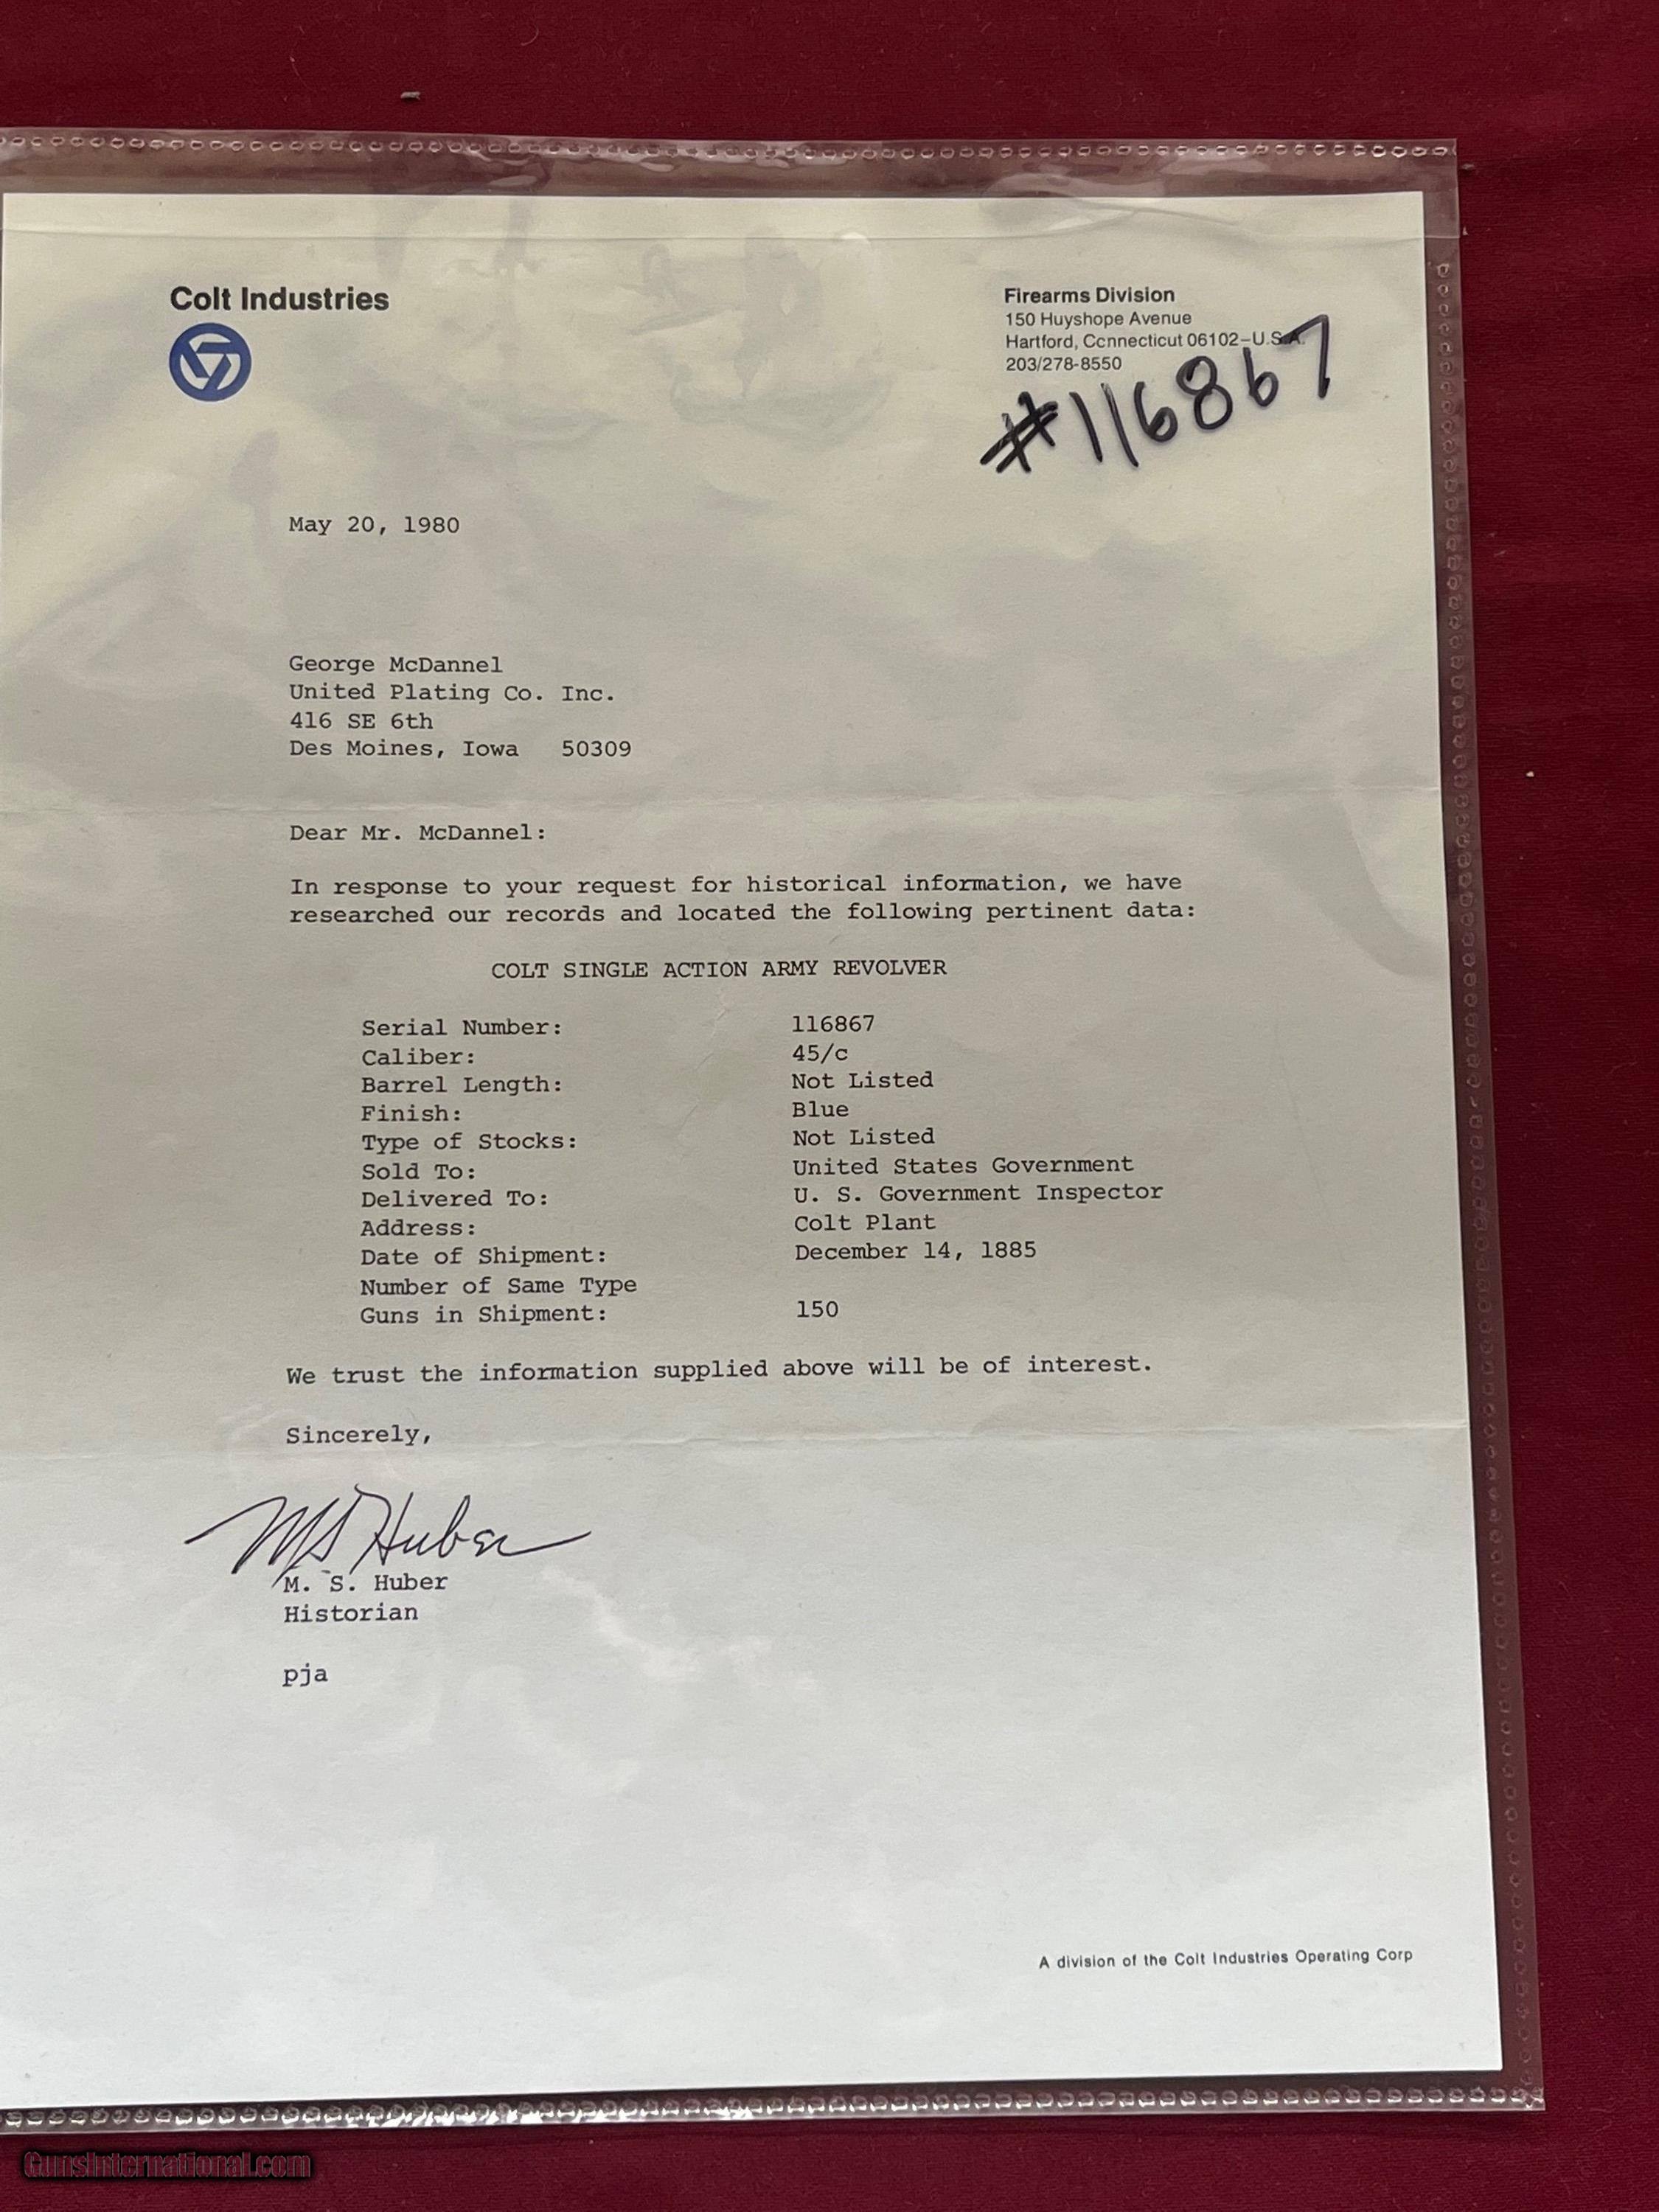 Colt Industries
Firearms Division
150 Huyshope Avenue
Hartford, Connecticut 06102–U.S.A.
203/278-8550
#116867
May 20, 1980
George McDannel
United Plating Co. Inc.
416 SE 6th
Des Moines, Iowa 50309
Dear Mr. McDannel:
In response to your request for historical information, we have
researched our records and located the following pertinent data:
COLT SINGLE ACTION ARMY REVOLVER
Serial Number: 116867
Caliber: 45/c
Barrel Length: Not Listed
Finish: Blue
Type of Stocks: Not Listed
Sold To: United States Government
Delivered To: U. S. Government Inspector
Address: Colt Plant
Date of Shipment: December 14, 1885
Number of Same Type
Guns in Shipment: 150
We trust the information supplied above will be of interest.
Sincerely,
MS Huber
M. S. Huber
Historian
pja
A division of the Colt Industries Operating Corp
GunsInternational.com